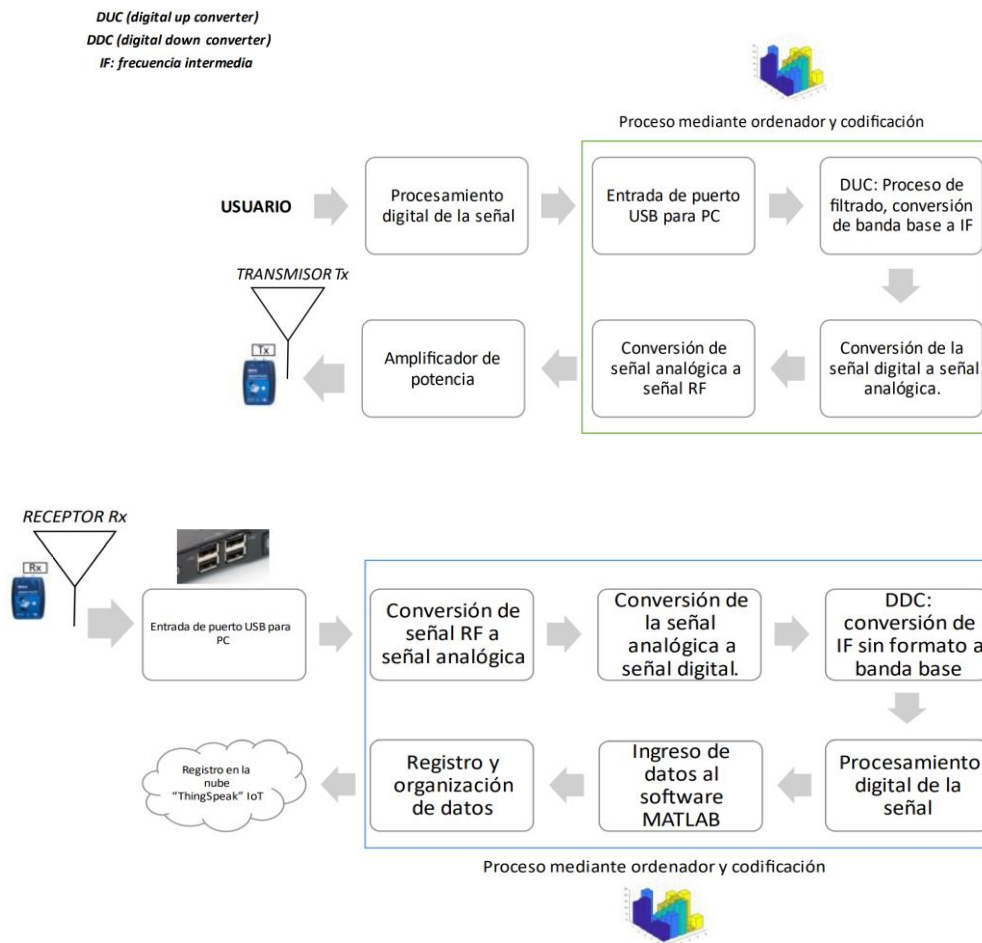 DUC (digital up converter)
DDC (digital down converter)
IF: frecuencia intermedia
Proceso mediante ordenador y codificación
USUARIO
Procesamiento
digital de la señal
Entrada de puerto
USB para PC
DUC: Proceso de
filtrado, conversión
de banda base a IF
TRANSMISOR Tx
Tx
Amplificador de
potencia
Conversión de
señal analógica a
señal RF
Conversión de la
señal digital a señal
analógica.
RECEPTOR Rx
Rx
Entrada de puerto USB para
PC
Conversión de
señal RF a
señal analógica
Conversión de
la señal
analógica a
señal digital.
DDC:
conversión de
IF sin formato a
banda base
Registro en la
nube
“ThingSpeak” IoT
Registro y
organización
de datos
Ingreso de
datos al
software
MATLAB
Procesamiento
digital de la
señal
Proceso mediante ordenador y codificación